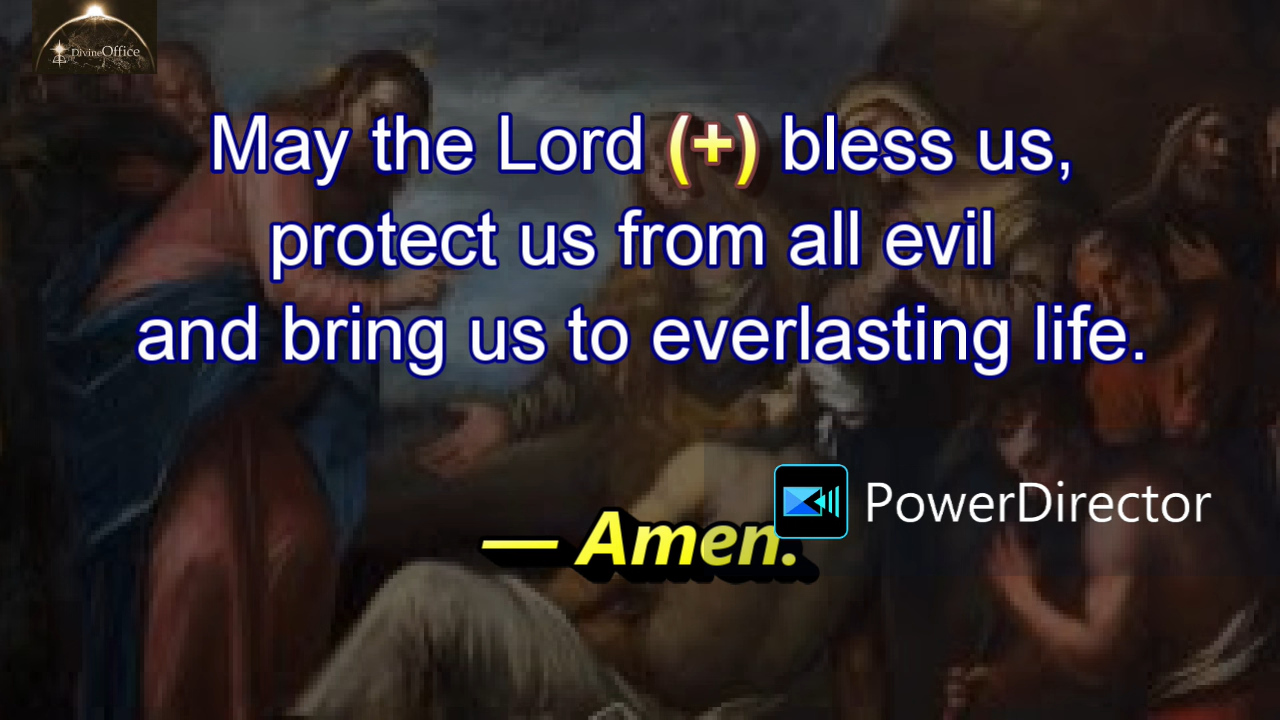 DivineOffice
May the Lord (+) bless us,
protect us from all evil
and bring us to everlasting life.
PowerDirector
— Amen.